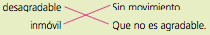 desagradable Sin movimiento.
inmóvil Que no es agradable.